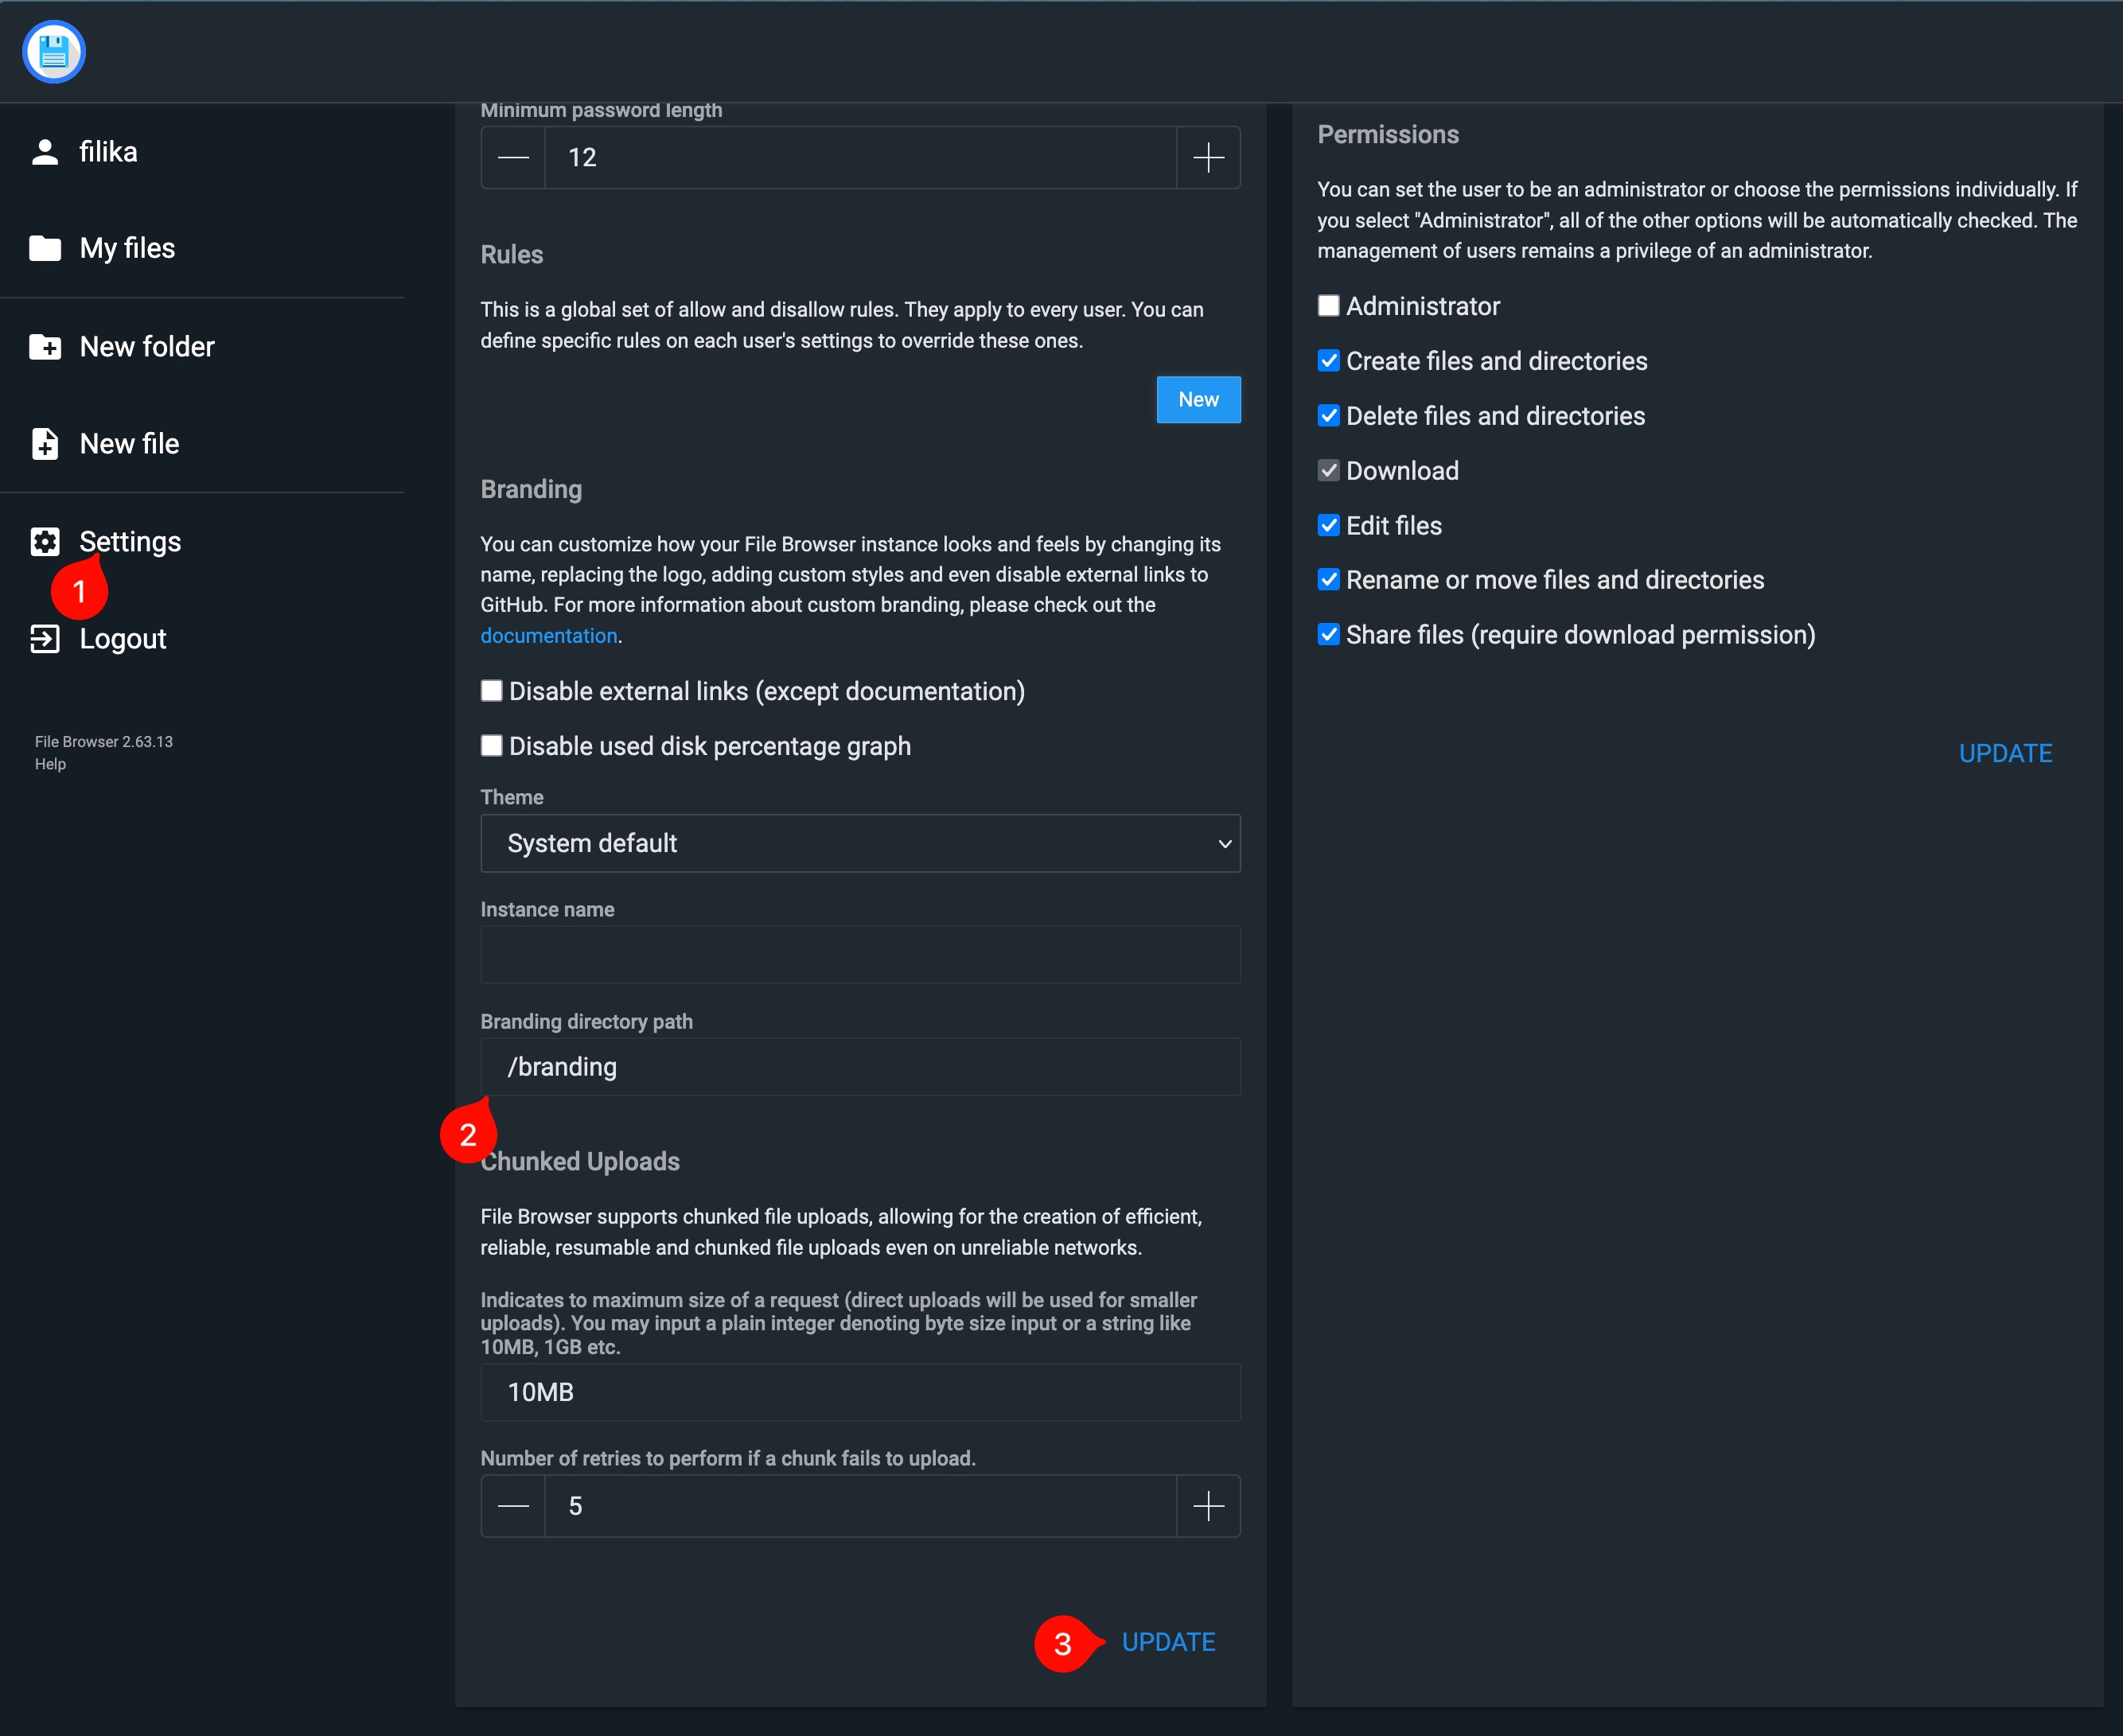 filika
My files
New folder
New file
Settings
1
Logout
File Browser 2.63.13
Help
Minimum password length
12
Rules
This is a global set of allow and disallow rules. They apply to every user. You can
define specific rules on each user's settings to override these ones.
New
Branding
You can customize how your File Browser instance looks and feels by changing its
name, replacing the logo, adding custom styles and even disable external links to
GitHub. For more information about custom branding, please check out the
documentation.
Disable external links (except documentation)
Disable used disk percentage graph
Theme
System default
Instance name
Branding directory path
/branding
2
Chunked Uploads
File Browser supports chunked file uploads, allowing for the creation of efficient,
reliable, resumable and chunked file uploads even on unreliable networks.
Indicates to maximum size of a request (direct uploads will be used for smaller
uploads). You may input a plain integer denoting byte size input or a string like
10MB, 1GB etc.
10MB
Number of retries to perform if a chunk fails to upload.
5
3
UPDATE
Permissions
You can set the user to be an administrator or choose the permissions individually. If
you select "Administrator", all of the other options will be automatically checked. The
management of users remains a privilege of an administrator.
Administrator
Create files and directories
Delete files and directories
Download
Edit files
Rename or move files and directories
Share files (require download permission)
UPDATE